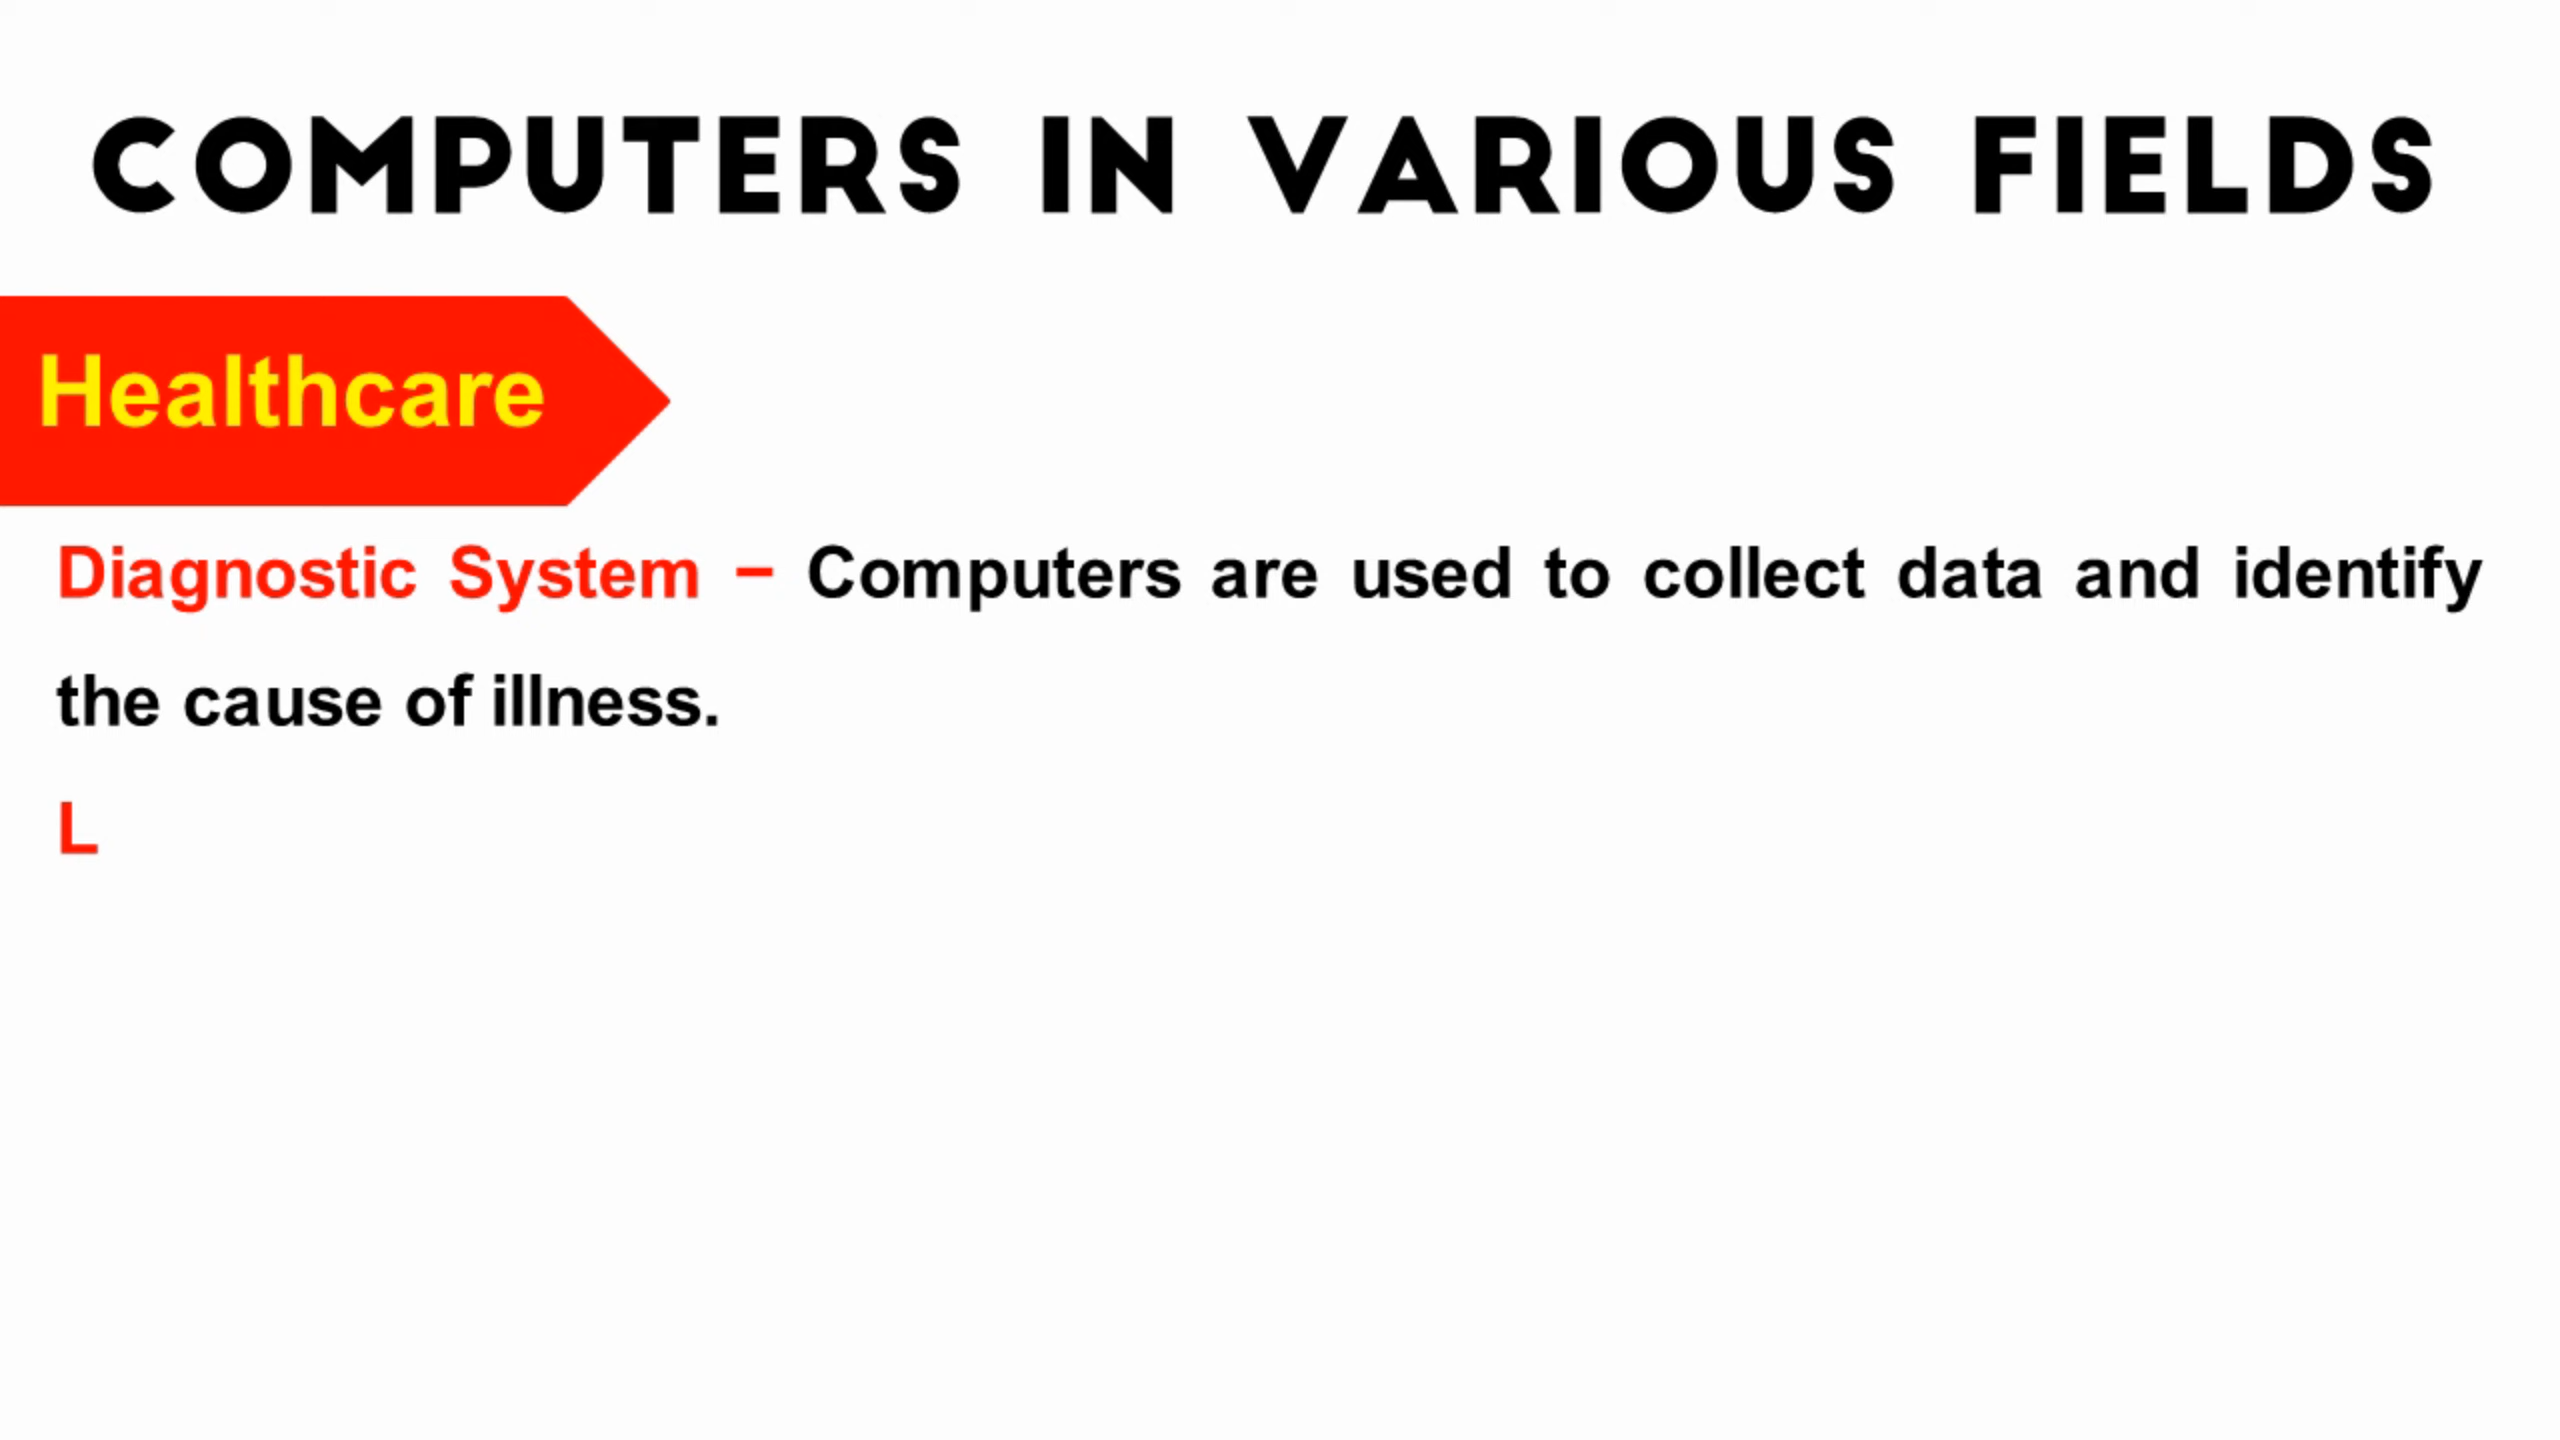 COMPUTERS IN VARIOUS FIELDS
Healthcare
Diagnostic System – Computers are used to collect data and identify
the cause of illness.
L